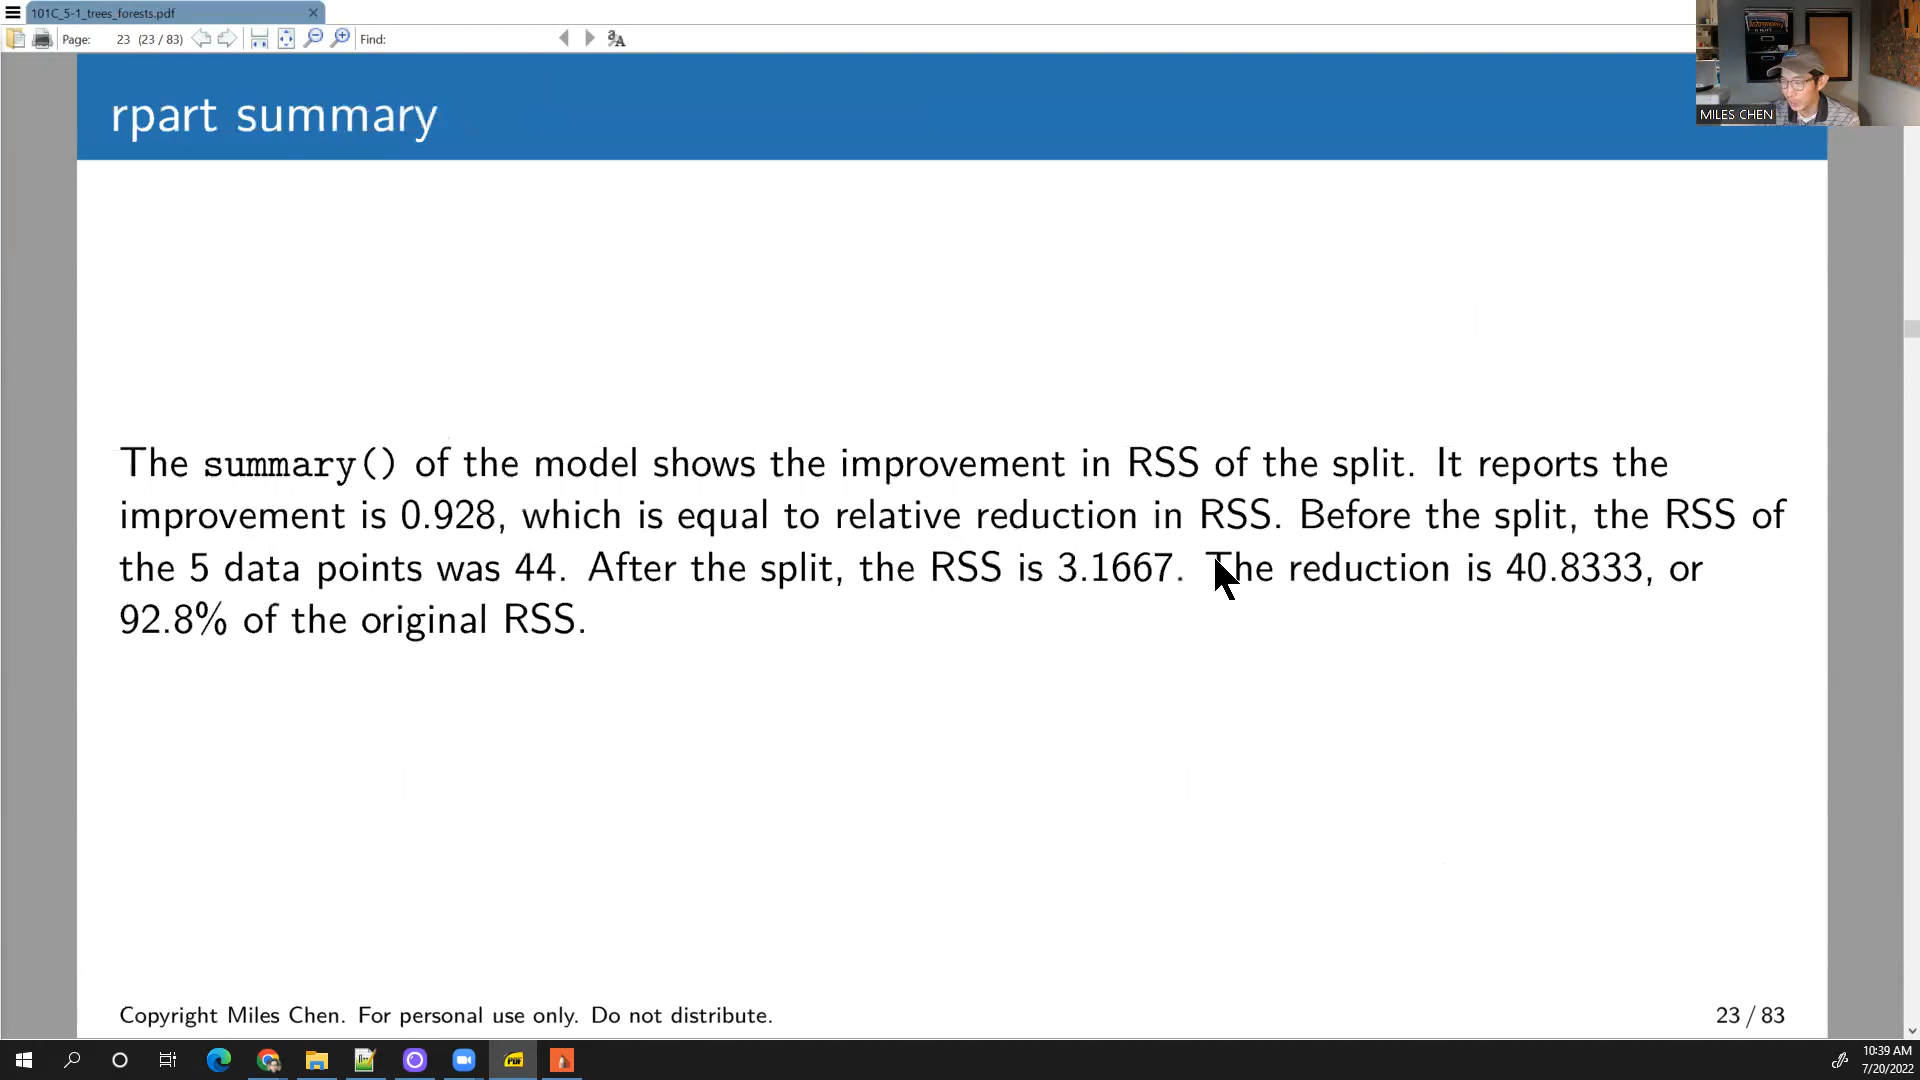 101C_5-1_trees_forests.pdf
Page: 23 (23 / 83) Find:
MILES CHEN
rpart summary
The summary() of the model shows the improvement in RSS of the split. It reports the
improvement is 0.928, which is equal to relative reduction in RSS. Before the split, the RSS of
the 5 data points was 44. After the split, the RSS is 3.1667. The reduction is 40.8333, or
92.8% of the original RSS.
Copyright Miles Chen. For personal use only. Do not distribute.
23 / 83
PDF
10:39 AM
7/20/2022